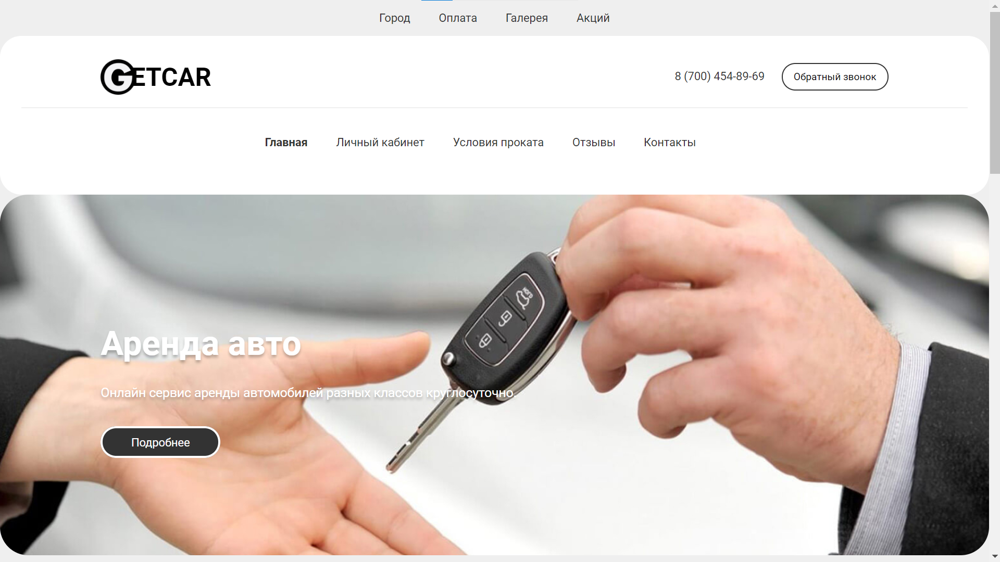 Город Оплата Галерея Акций
GETCAR
8 (700) 454-89-69 Обратный звонок
Главная Личный кабинет Условия проката Отзывы Контакты
Аренда авто
Онлайн сервис аренды автомобилей разных классов круглосуточно.
Подробнее